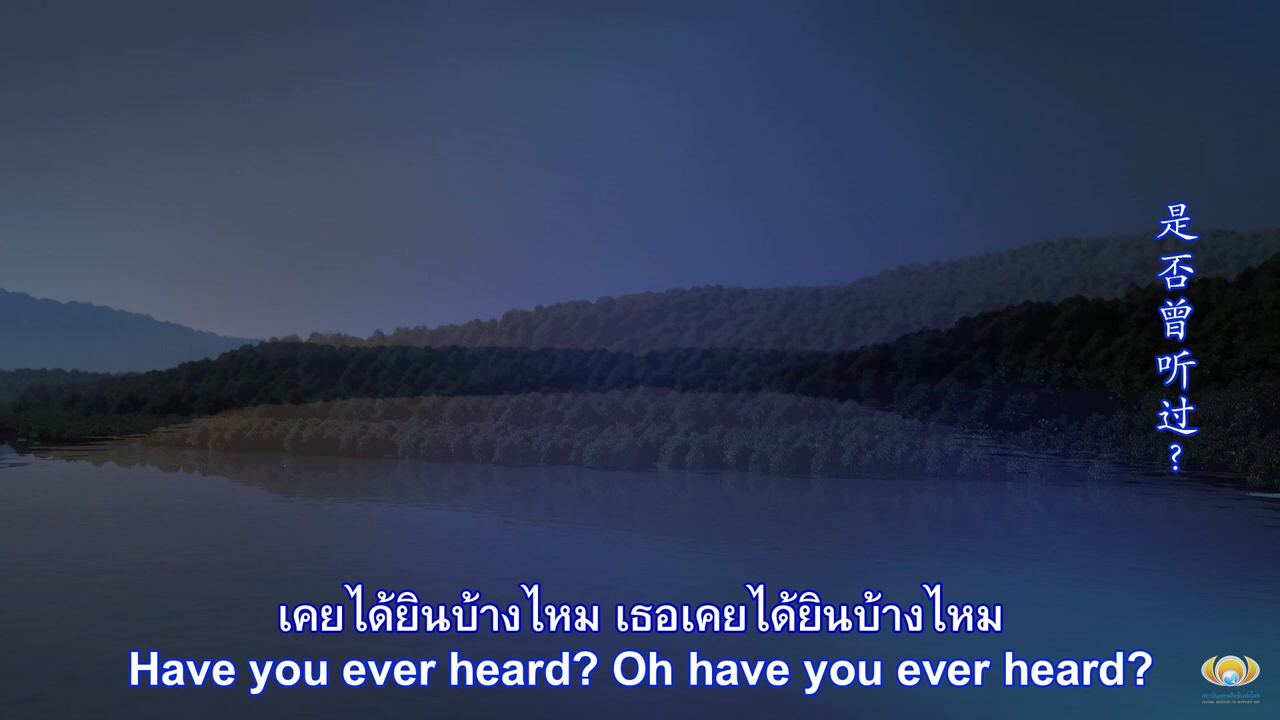 是否曾听过?
เคยได้ยินบ้างไหม เธอเคยได้ยินบ้างไหม
Have you ever heard? Oh have you ever heard?